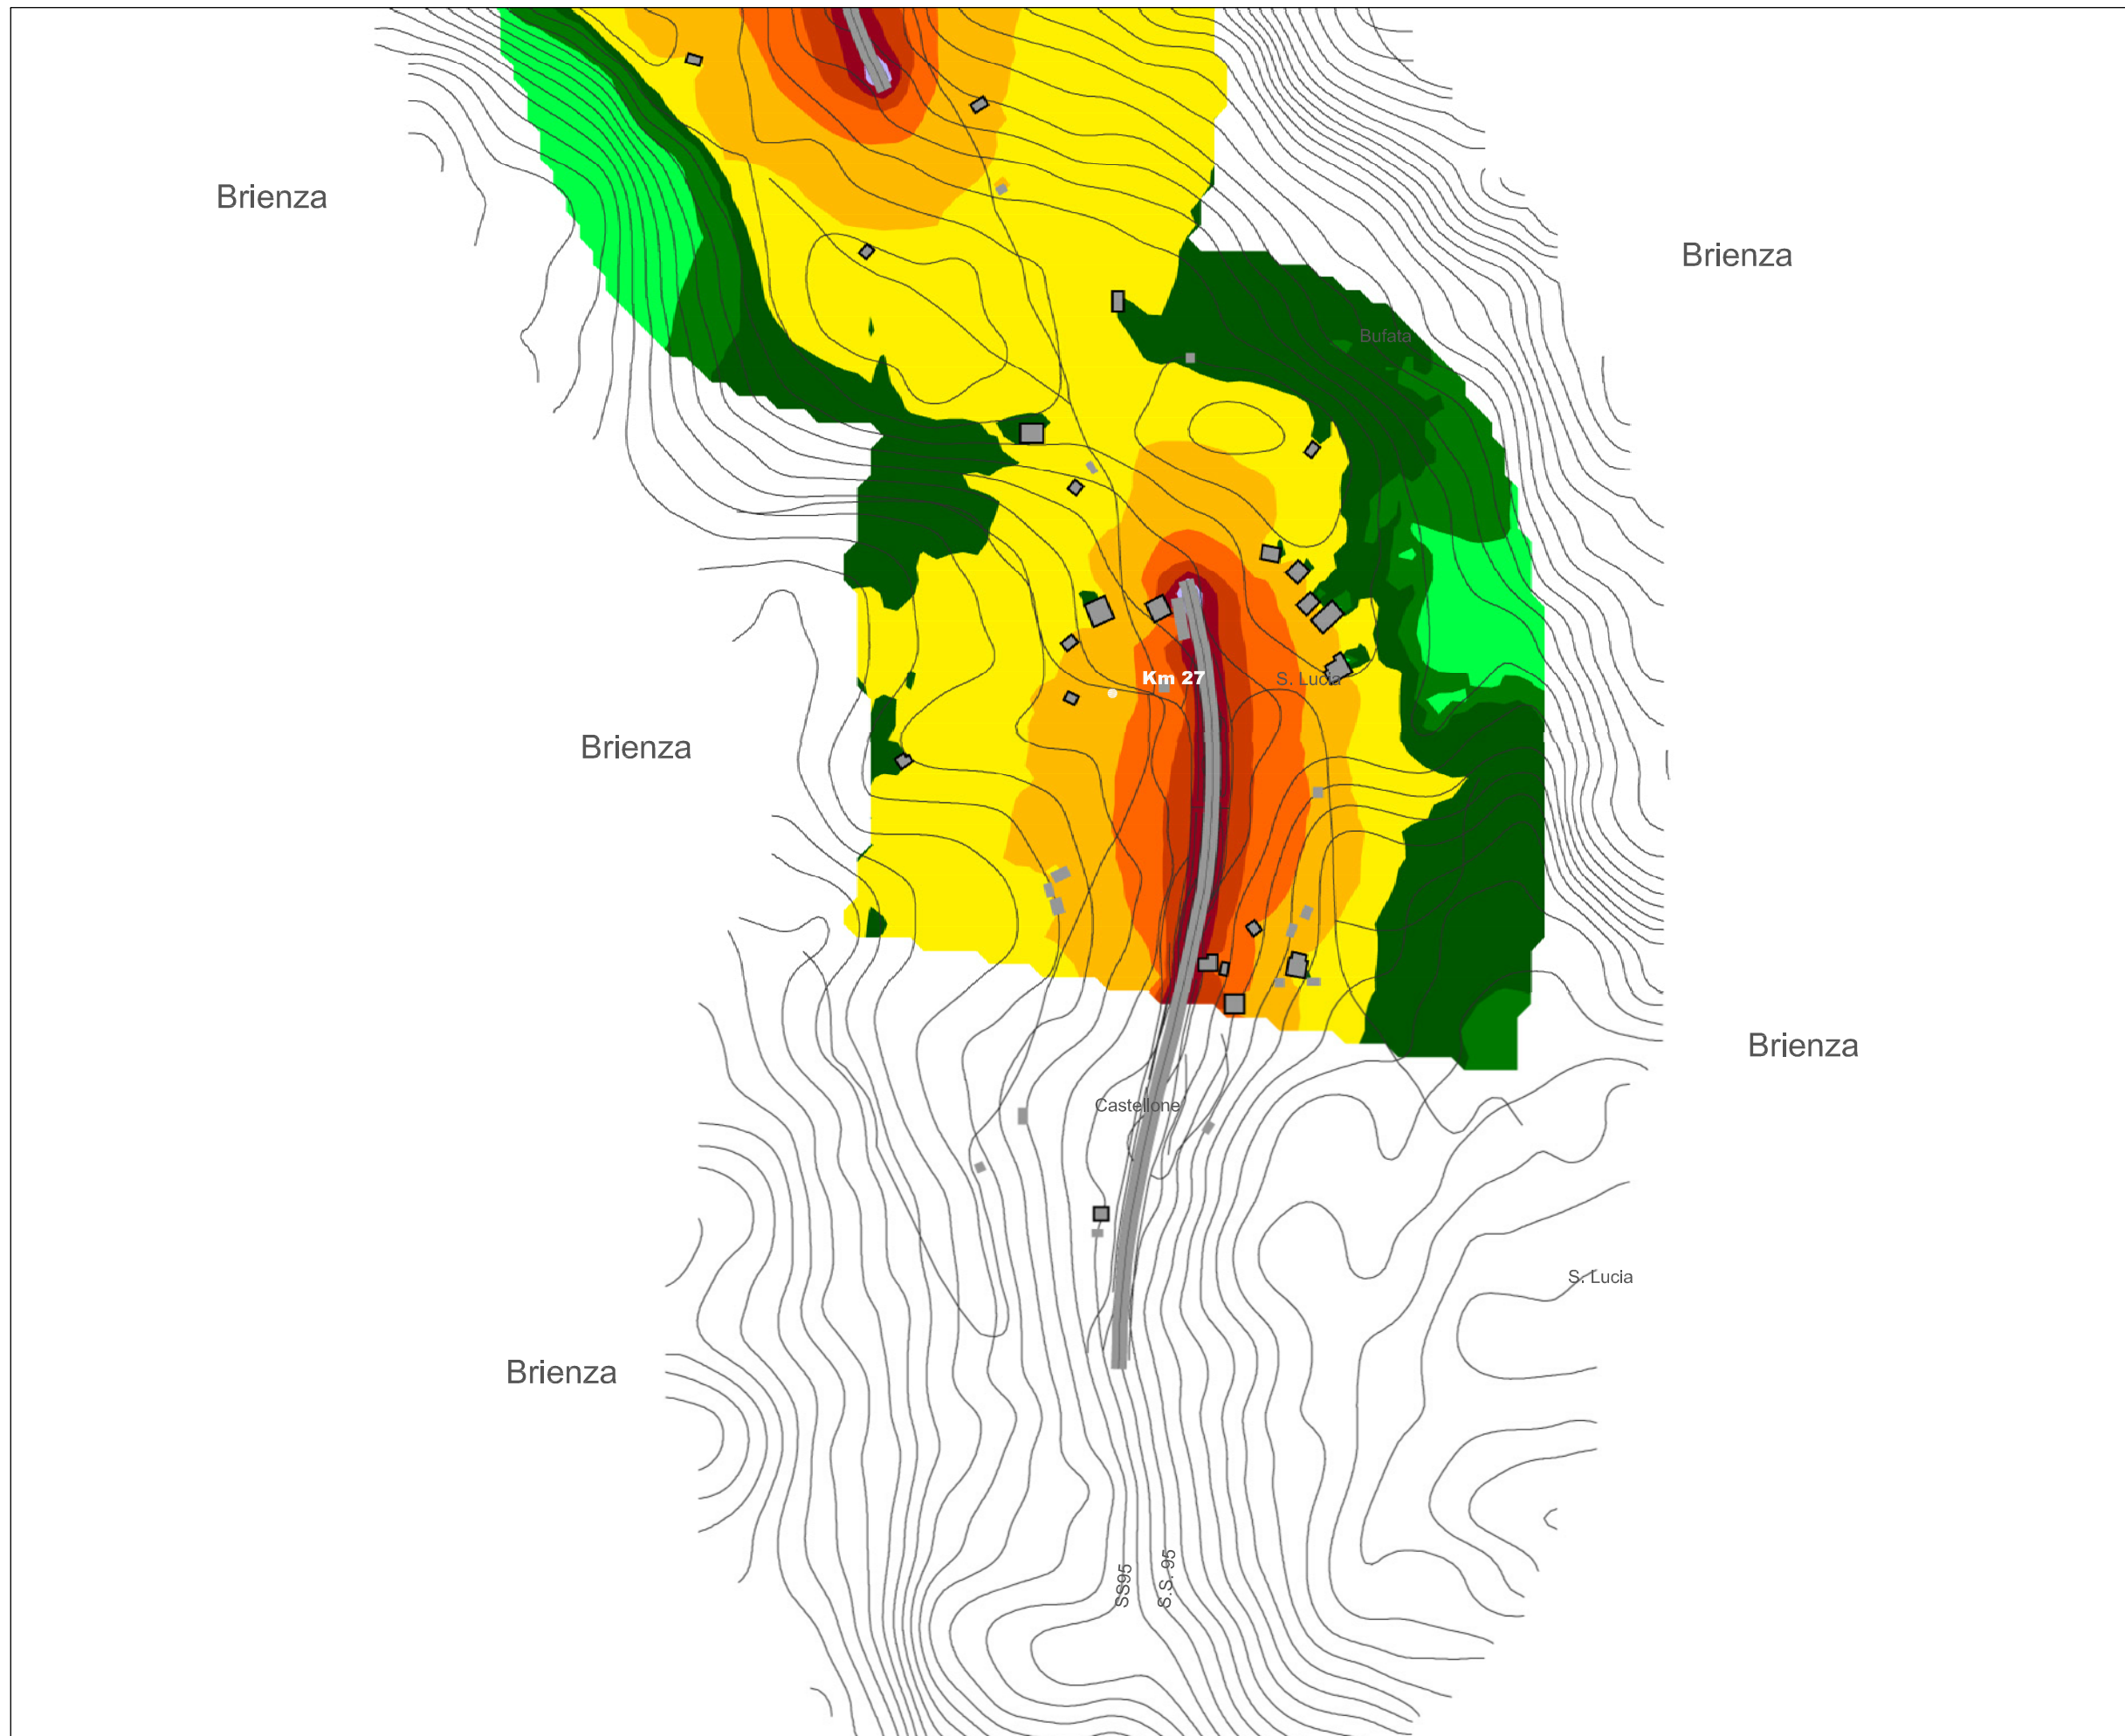 Brienza
Brienza
Bufata
Km 27
S. Lucia
Brienza
Brienza
Castellone
S. Lucia
Brienza
SS95
S.S. 95